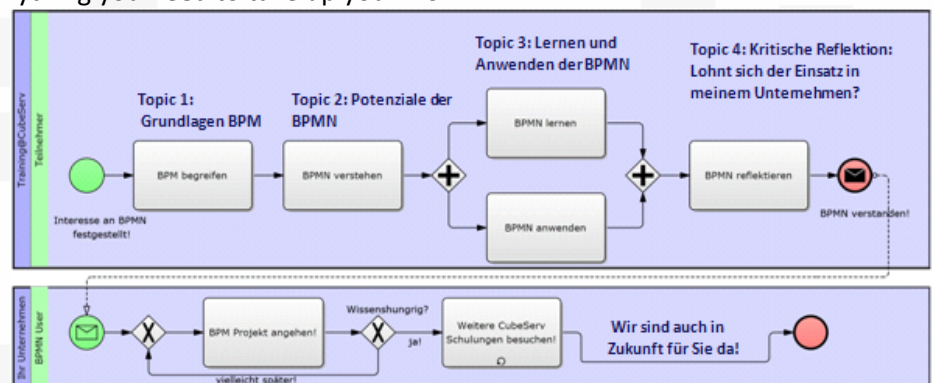 Topic 3: Lernen und
Anwenden der BPMN
Topic 4: Kritische Reflektion:
Lohnt sich der Einsatz in
meinem Unternehmen?
Topic 1:
Grundlagen BPM
Topic 2: Potenziale der
BPMN
Training@CubeServ
Teilnehmer
BPM begreifen
BPMN verstehen
BPMN lernen
BPMN anwenden
BPMN reflektieren
Interesse an BPMN
festgestellt!
BPMN verstanden!
Ihr Unternehmen
BPMN User
BPM Projekt angehen!
Wissenshungrig?
ja!
vielleicht später!
Weitere CubeServ
Schulungen besuchen!
Wir sind auch in
Zukunft für Sie da!